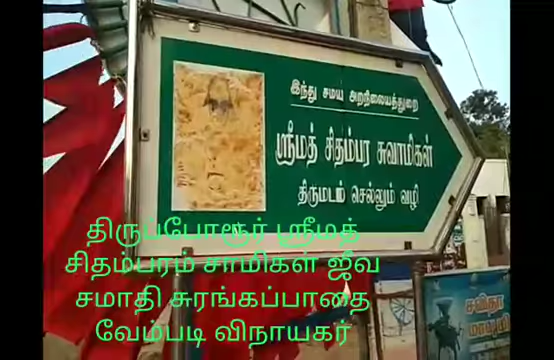 இந்து சமய அறநிலையத்துறை
ஸ்ரீமத் சிதம்பர சுவாமிகள்
திருமடம் செல்லும் வழி
திருப்போரூர் ஸ்ரீமத்
சிதம்பரம் சாமிகள் ஜீவ
சமாதி சுரங்கப்பாதை
வேம்படி விநாயகர்